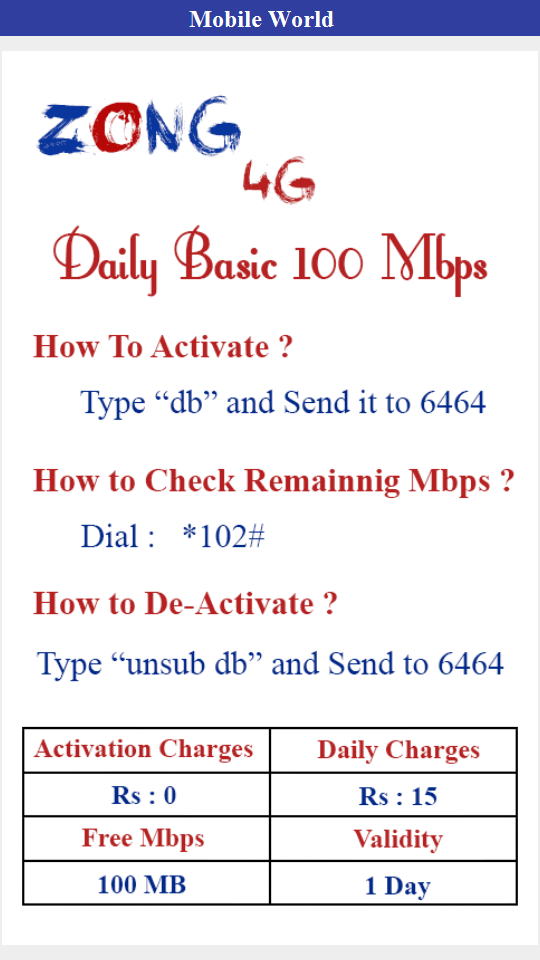 Mobile World
ZONG
4G
Daily Basic 100 Mbps
How To Activate ?
Type “db” and Send it to 6464
How to Check Remainnig Mbps ?
Dial : *102#
How to De-Activate ?
Type “unsub db” and Send to 6464
Activation Charges Daily Charges
Rs : 0 Rs : 15
Free Mbps Validity
100 MB 1 Day